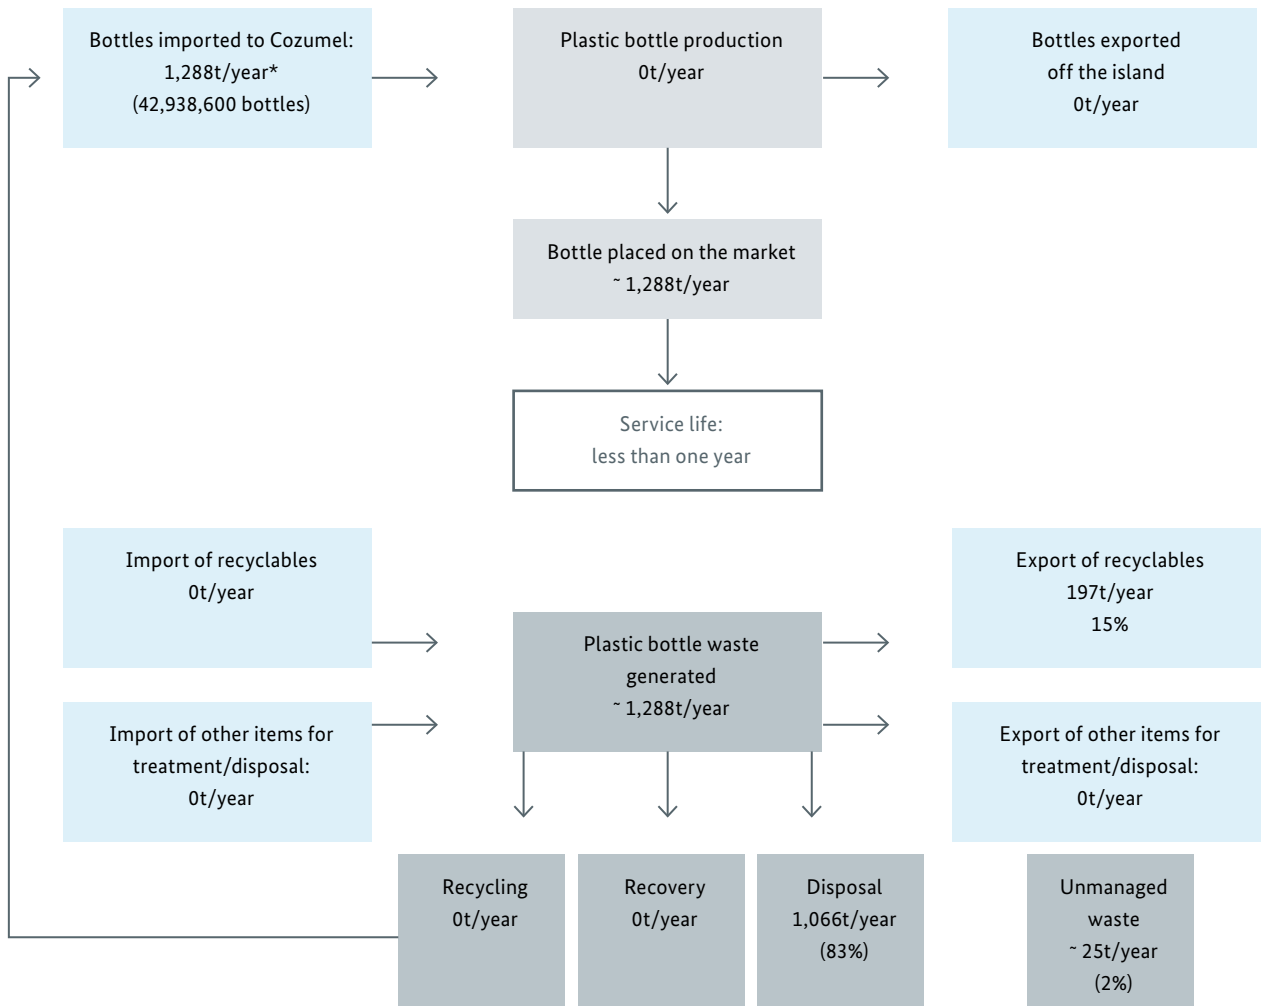 Bottles imported to Cozumel:
1,288t/year*
(42,938,600 bottles)
Plastic bottle production
0t/year
Bottles exported
off the island
0t/year
Bottle placed on the market
~ 1,288t/year
Service life:
less than one year
Import of recyclables
0t/year
Export of recyclables
197t/year
15%
Plastic bottle waste
generated
~ 1,288t/year
Import of other items for
treatment/disposal:
0t/year
Export of other items for
treatment/disposal:
0t/year
Recycling
0t/year
Recovery
0t/year
Disposal
1,066t/year
(83%)
Unmanaged
waste
~ 25t/year
(2%)